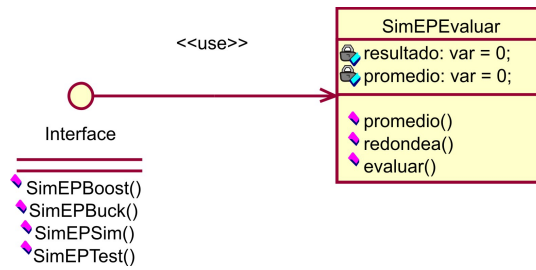 SimEPEvaluar
<<use>>
resultado: var = 0;
promedio: var = 0;
promedio()
redondea()
evaluar()
Interface
SimEPBoost()
SimEPBuck()
SimEPSim()
SimEPTest()